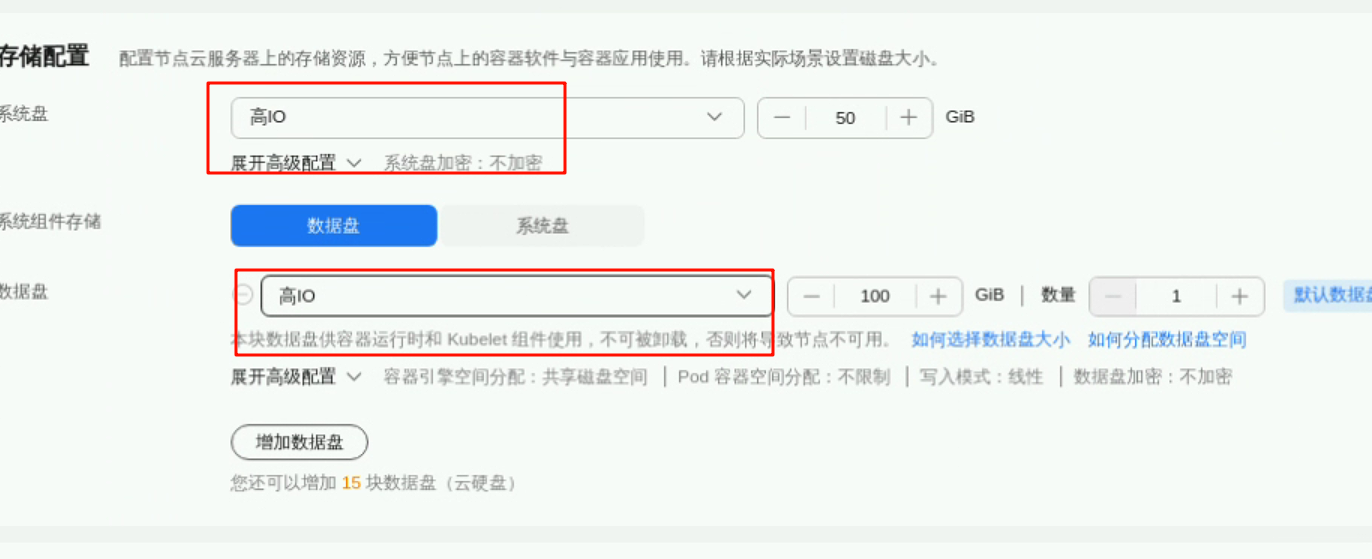 存储配置 配置节点云服务器上的存储资源，方便节点上的容器软件与容器应用使用。请根据实际场景设置磁盘大小。
系统盘 高IO 50 GiB
展开高级配置 系统盘加密：不加密
系统组件存储 数据盘 系统盘
数据盘 高IO 100 GiB 数量 1 默认数据盘
本块数据盘供容器运行时和 Kubelet 组件使用，不可被卸载，否则将导致节点不可用。 如何选择数据盘大小 如何分配数据盘空间
展开高级配置 容器引擎空间分配：共享磁盘空间 | Pod 容器空间分配：不限制 | 写入模式：线性 | 数据盘加密：不加密
增加数据盘
您还可以增加 15 块数据盘（云硬盘）